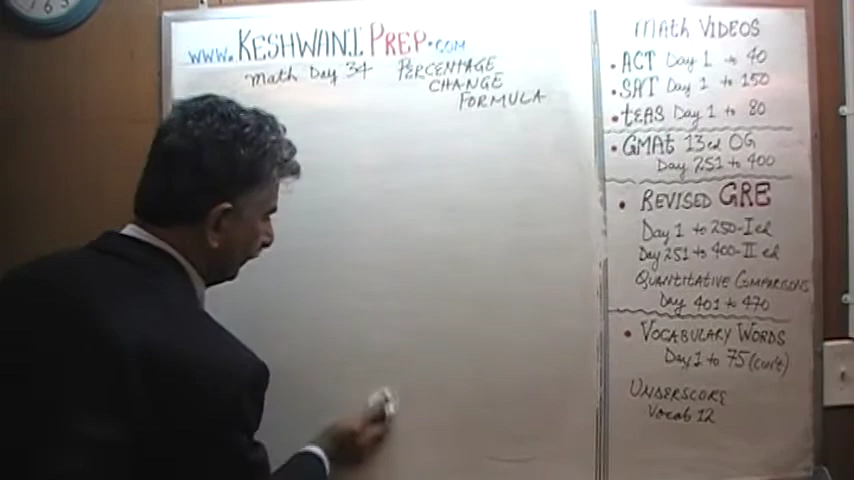 www.KESHWANI PREP.com
Math Day 34 PERCENTAGE
CHANGE
FORMULA
Math VIDEOS
• ACT Day 1 to 40
• SAT Day 1 to 150
• tEAS Day 1 to 80
• GMAt 13ed OG
Day 251 to 400
• REVISED GRE
Day 1 to 250-I ed
Day 251 to 400-II ed
QUANTITATIVE COMPARISONS
Day 401 to 470
• VOCABULARY WORDS
Day 1 to 75 (con't)
UNDERSCORE
Vocab 12